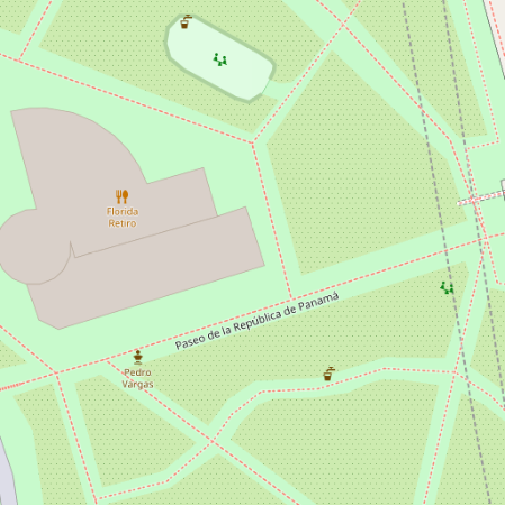 Florida
Retiro
Paseo de la República de Panamá
Pedro
Vargas